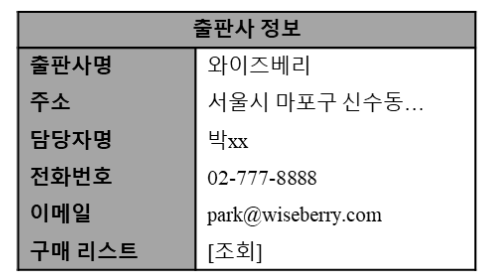 출판사 정보
출판사명 와이즈베리
주소 서울시 마포구 신수동…
담당자명 박xx
전화번호 02-777-8888
이메일 park@wiseberry.com
구매 리스트 [조회]